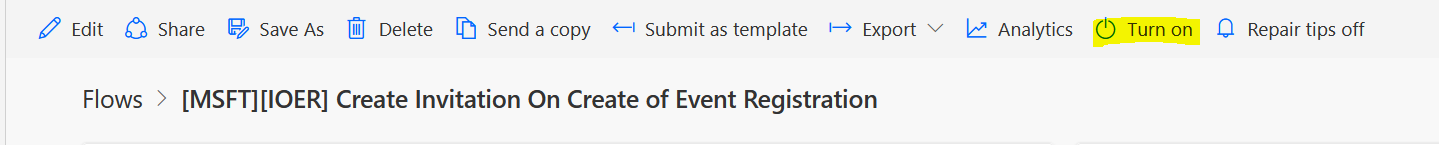 Edit Share Save As Delete Send a copy Submit as template Export Analytics Turn on Repair tips off
Flows > [MSFT][IOER] Create Invitation On Create of Event Registration